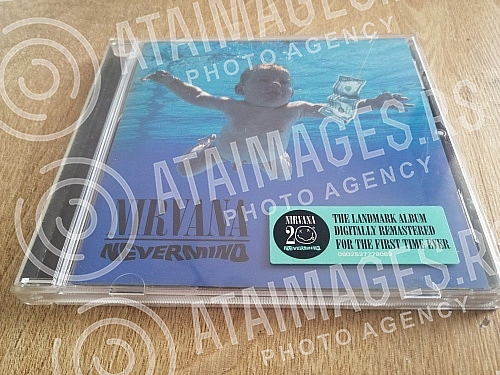 ATAIMAGES.RS
PHOTO AGENCY
ATAIMAGES.RS
PHOTO AGENCY
NIRVANA
NEVERMIND
NIRVANA
20
NEVERMIND
THE LANDMARK ALBUM
DIGITALLY REMASTERED
FOR THE FIRST TIME EVER
ATAIMAGES.R
PHOTO AGENCY